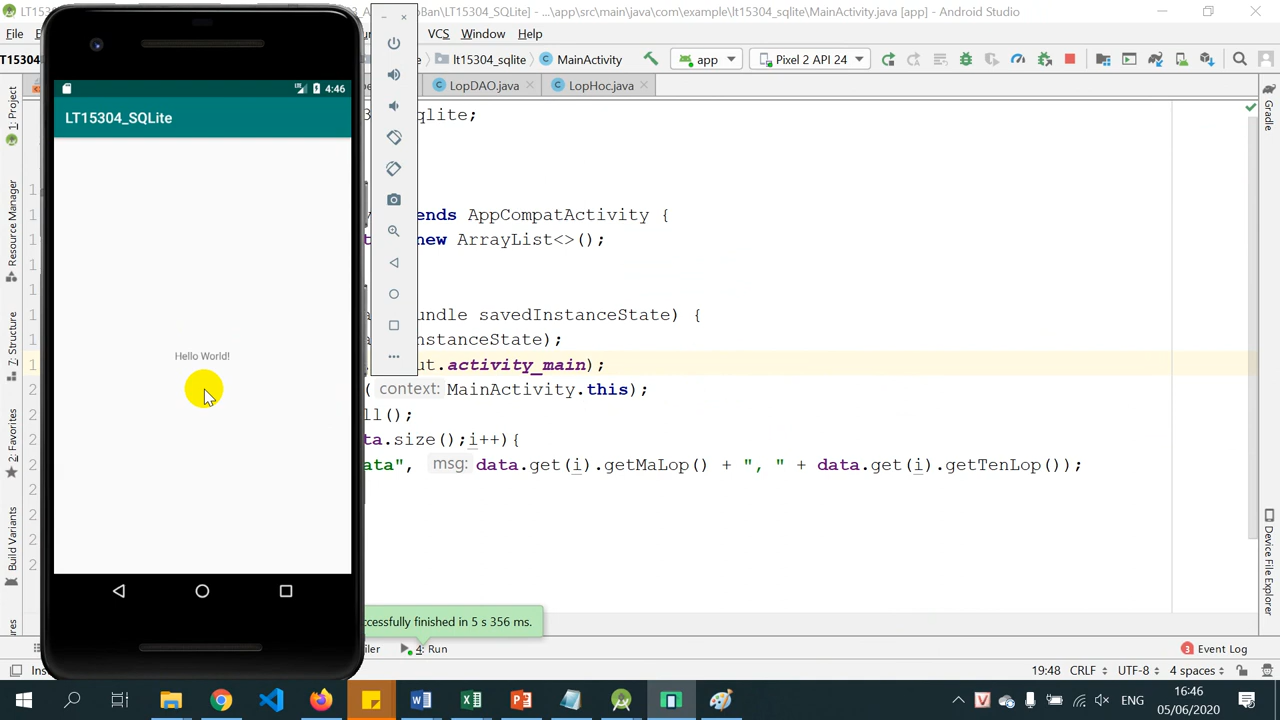 LT15304_SQLite] - ...\app\src\main\java\com\example\lt15304_sqlite\MainActivity.java [app] - Android Studio
File VCS Window Help
lt15304_sqlite MainActivity app Pixel 2 API 24
LopDAO.java LopHoc.java
4:46
LT15304_SQLite
Hello World!
qlite;
ends AppCompatActivity {
new ArrayList<>();
undle savedInstanceState) {
nstanceState);
ut.activity_main);
(context: MainActivity.this);
ll();
ta.size();i++){
ata", msg: data.get(i).getMaLop() + ", " + data.get(i).getTenLop());
1: Project
Resource Manager
7: Structure
2: Favorites
Build Variants
Gradle
Device File Explorer
ccessfully finished in 5 s 356 ms.
4: Run
Event Log
19:48 CRLF UTF-8 4 spaces
ENG
16:46
05/06/2020